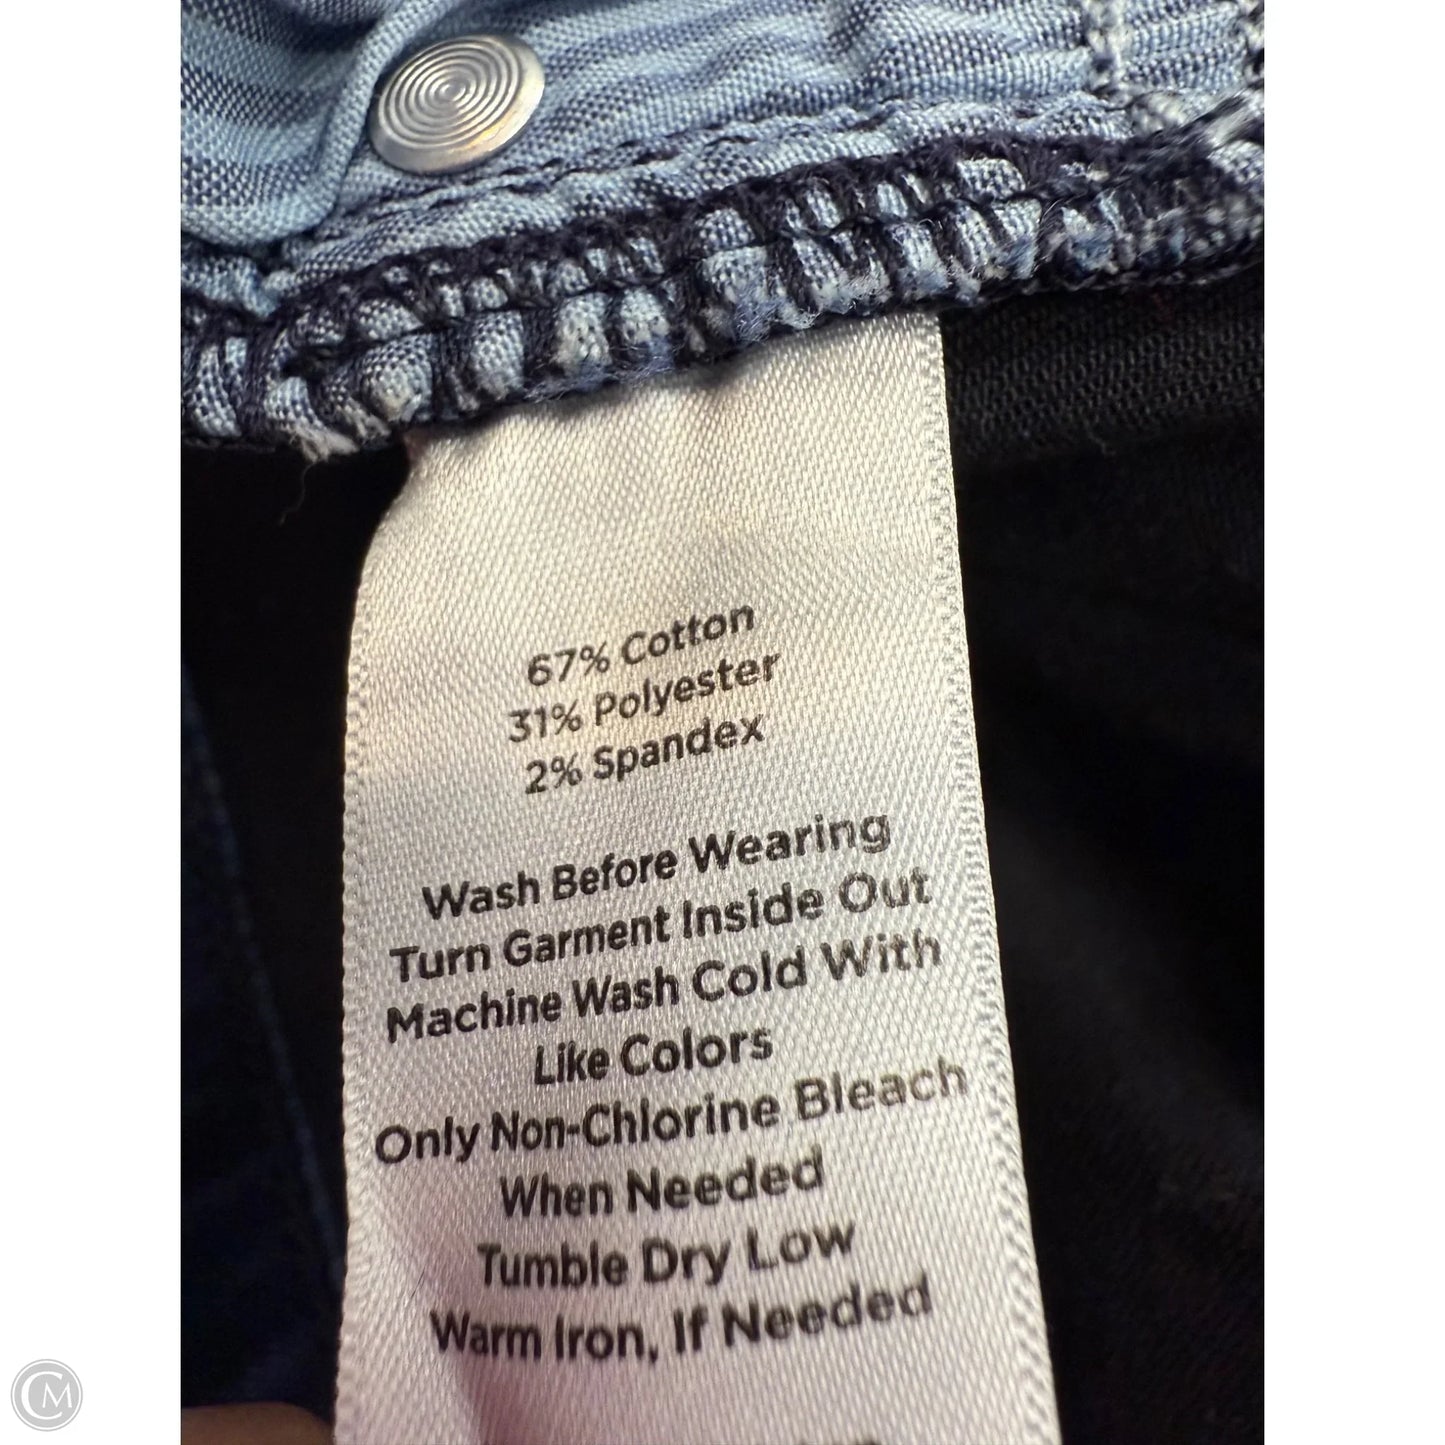 67% Cotton
31% Polyester
2% Spandex
Wash Before Wearing
Turn Garment Inside Out
Machine Wash Cold With
Like Colors
Only Non-Chlorine Bleach
When Needed
Tumble Dry Low
Warm Iron, If Needed
CM